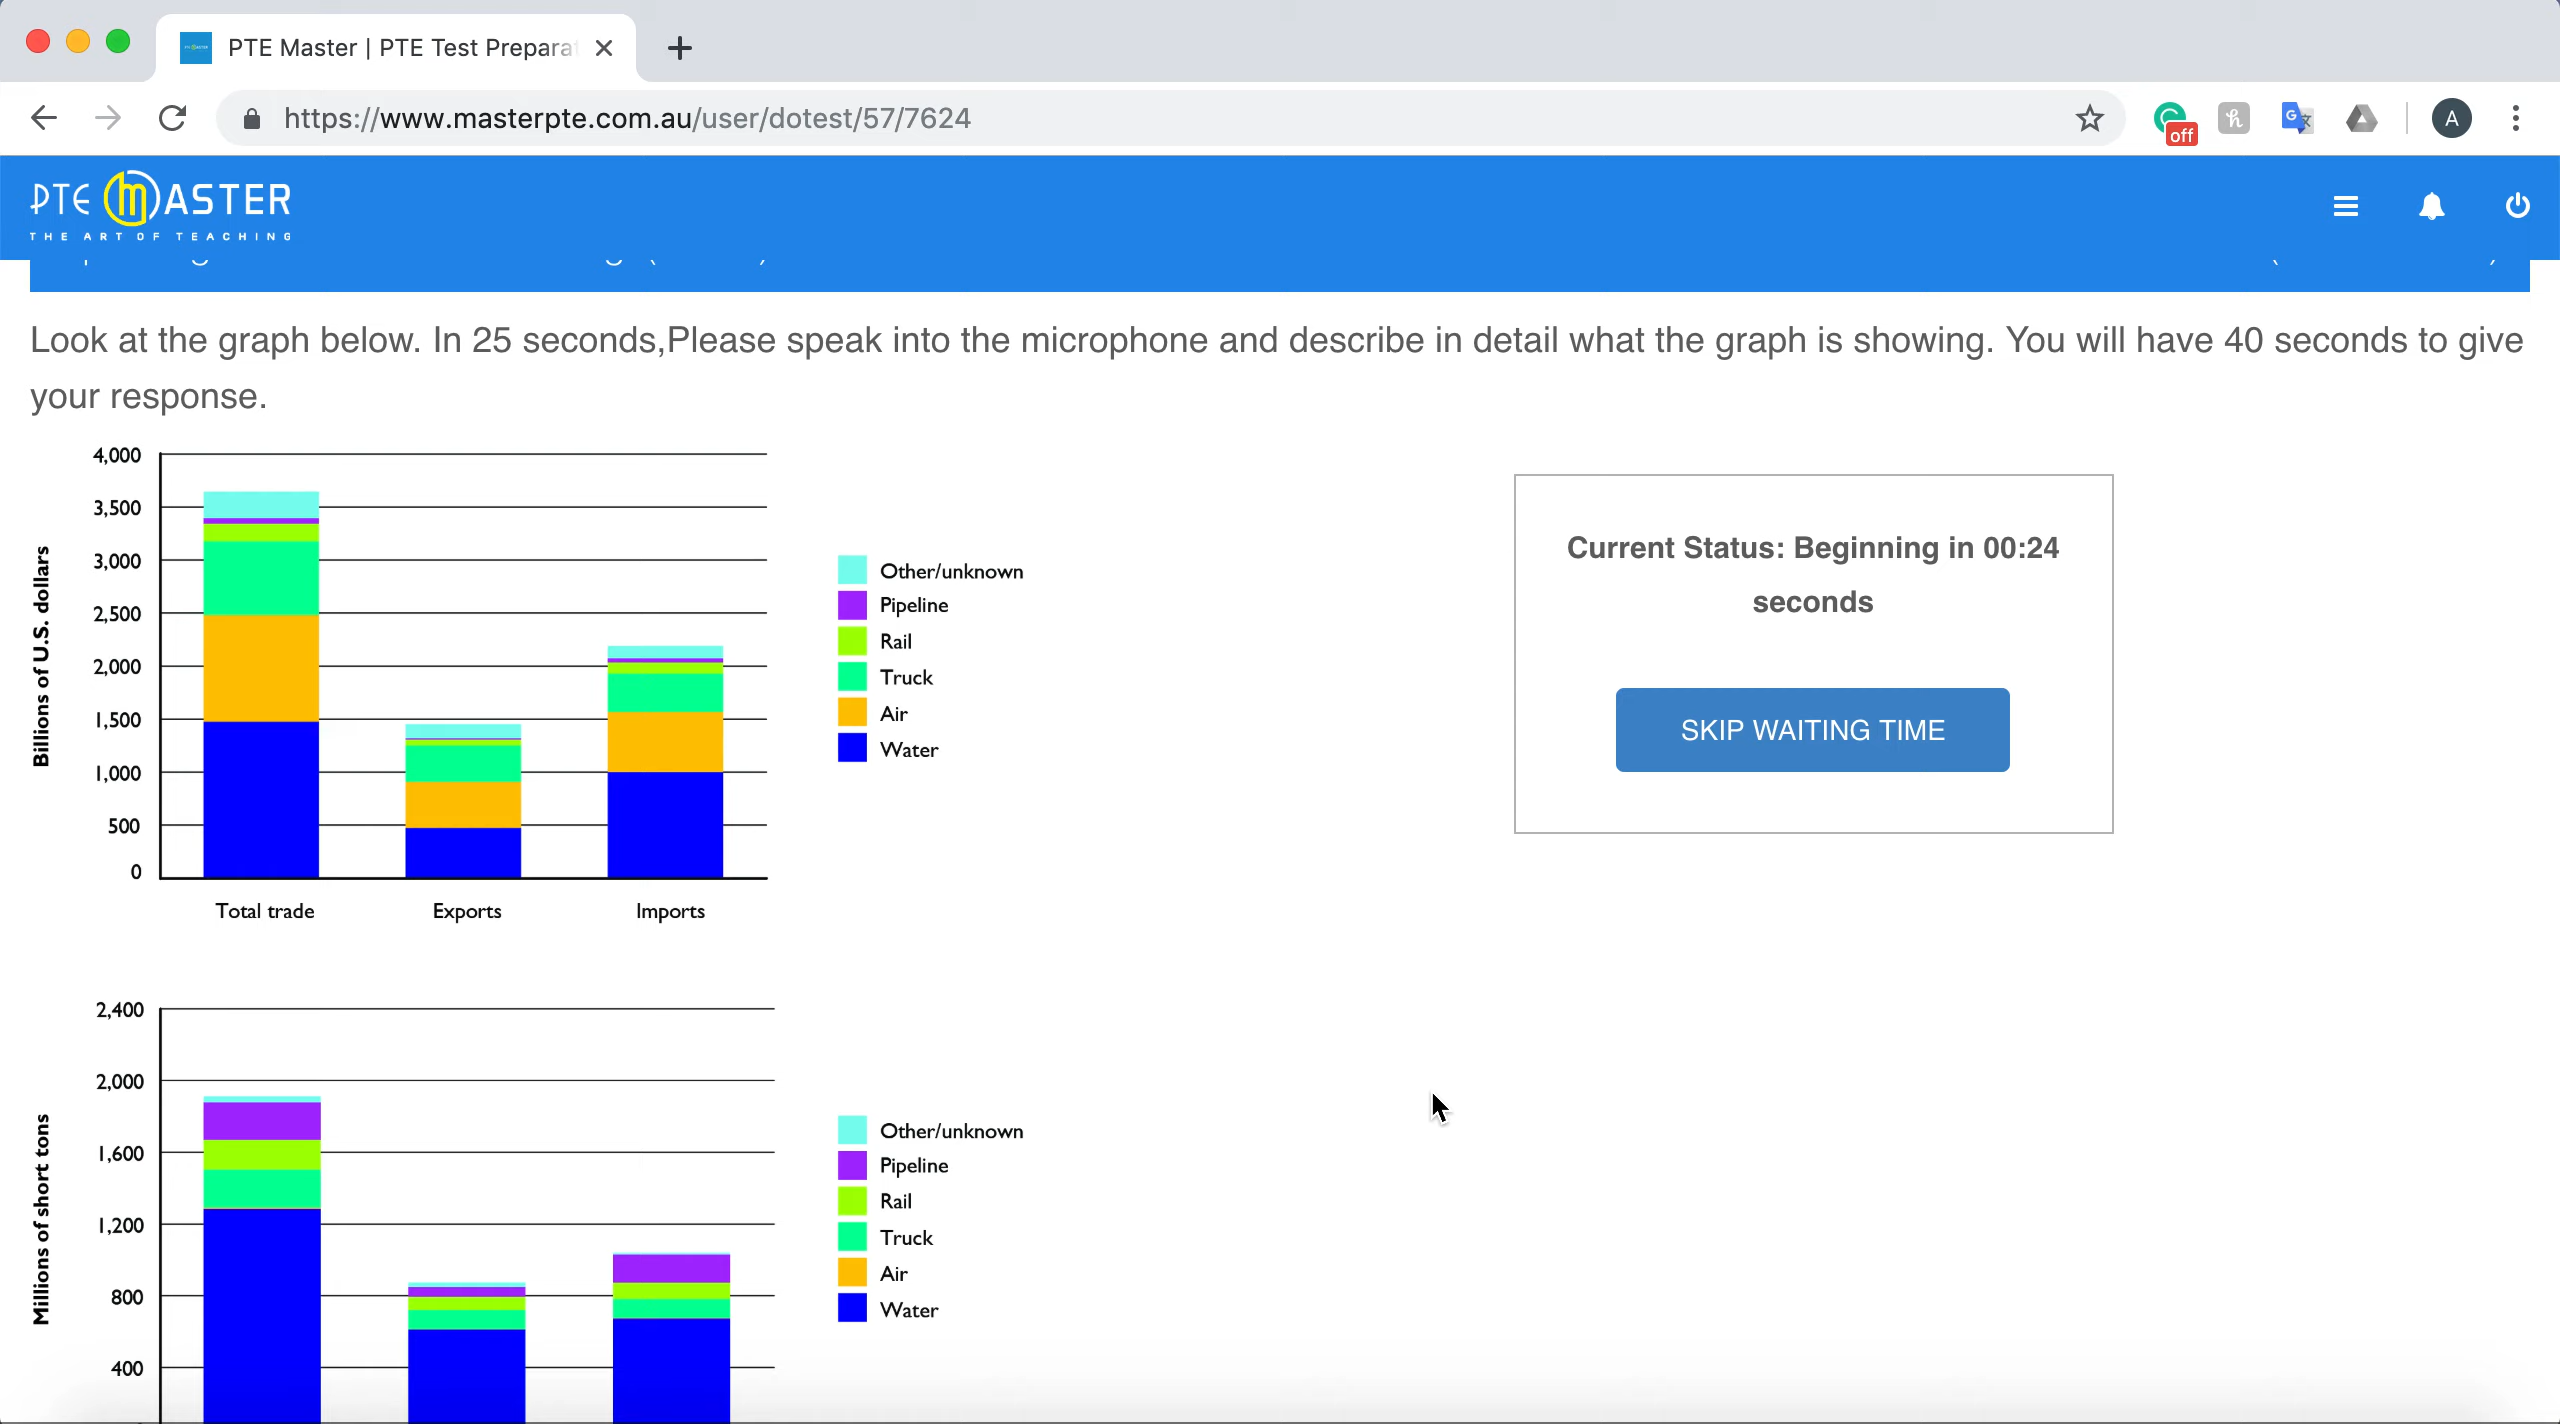 PTE Master | PTE Test Prepara
https://www.masterpte.com.au/user/dotest/57/7624
off
A
PTE MASTER
THE ART OF TEACHING
Look at the graph below. In 25 seconds,Please speak into the microphone and describe in detail what the graph is showing. You will have 40 seconds to give
your response.
4,000
3,500
3,000
2,500
2,000
1,500
1,000
500
0
Billions of U.S. dollars
Total trade
Exports
Imports
Other/unknown
Pipeline
Rail
Truck
Air
Water
Current Status: Beginning in 00:24
seconds
SKIP WAITING TIME
2,400
2,000
1,600
1,200
800
400
Millions of short tons
Other/unknown
Pipeline
Rail
Truck
Air
Water